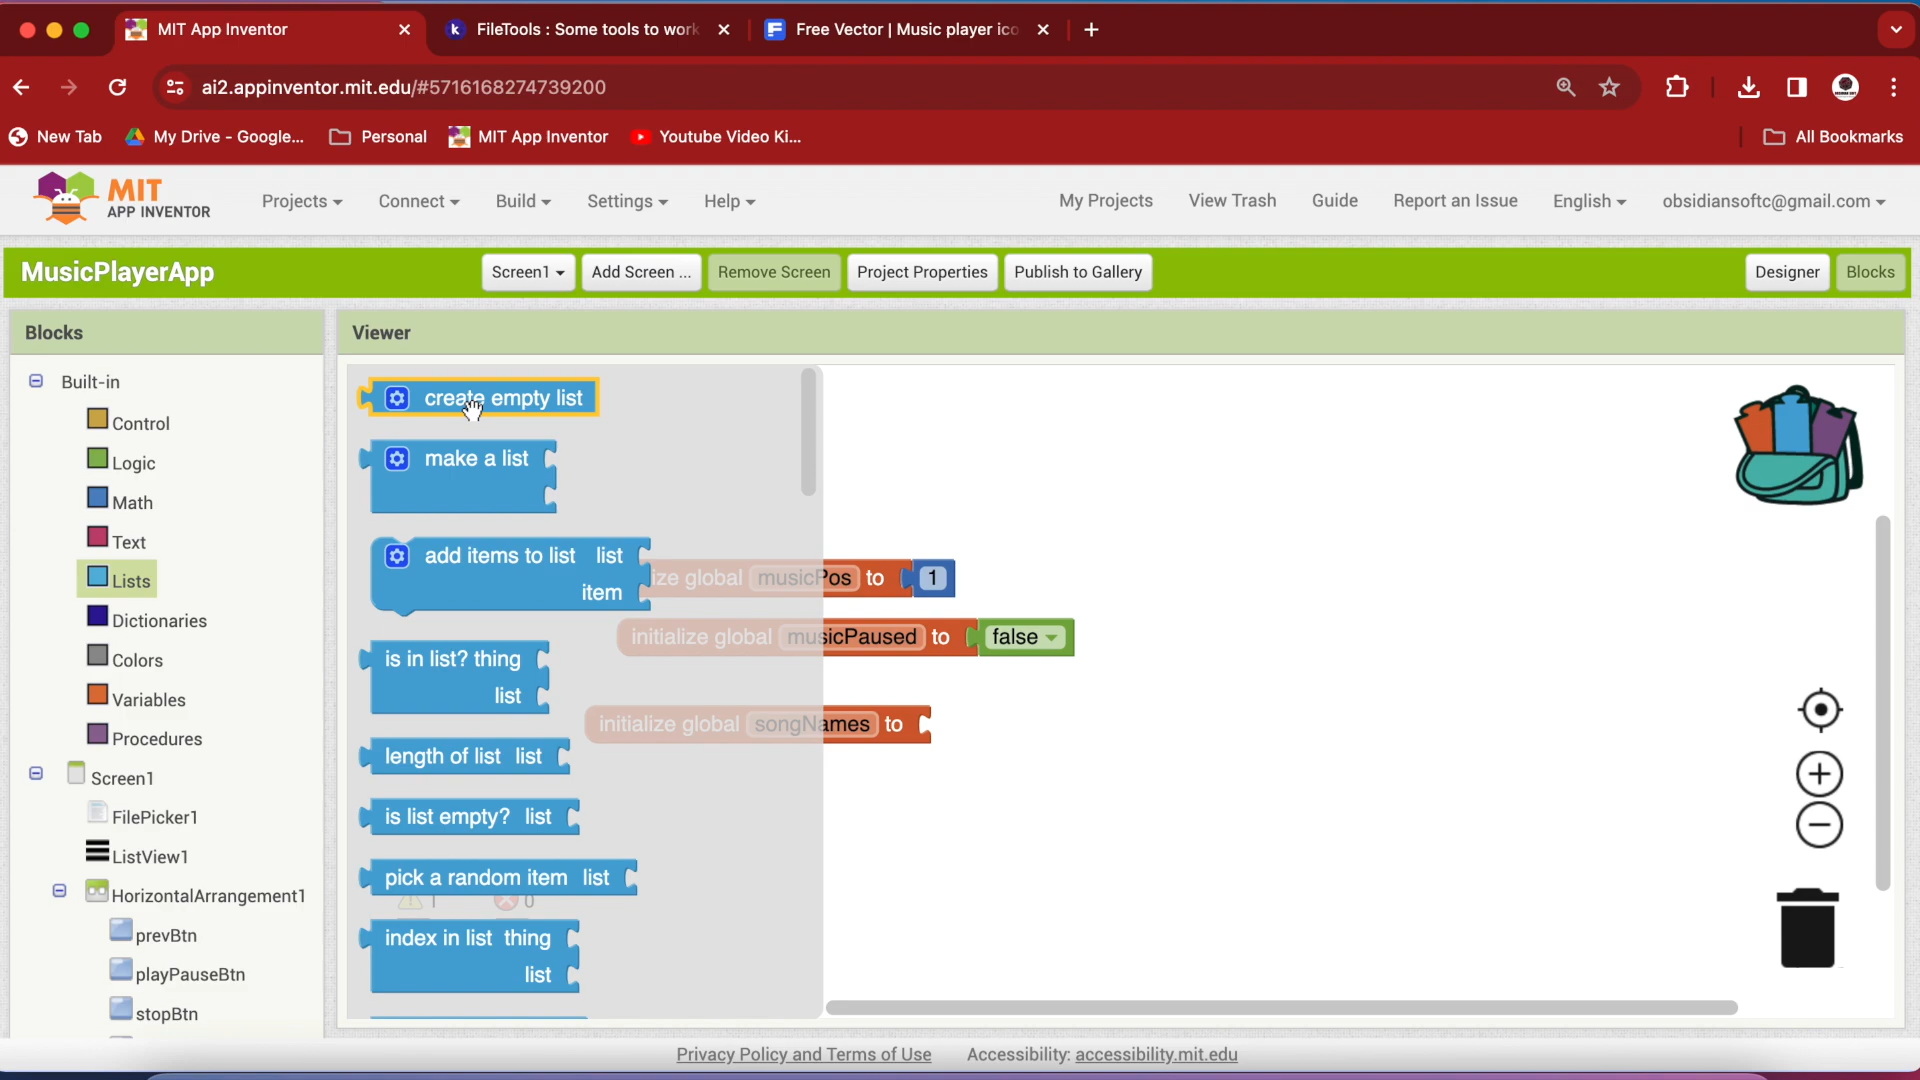 MIT App Inventor
FileTools : Some tools to work
Free Vector | Music player ico
ai2.appinventor.mit.edu/#5716168274739200
New Tab
My Drive - Google...
Personal
MIT App Inventor
Youtube Video Ki...
All Bookmarks
MIT
APP INVENTOR
Projects
Connect
Build
Settings
Help
My Projects
View Trash
Guide
Report an Issue
English
obsidiansoftc@gmail.com
MusicPlayerApp
Screen1
Add Screen ...
Remove Screen
Project Properties
Publish to Gallery
Designer
Blocks
Blocks
Viewer
Built-in
Control
Logic
Math
Text
Lists
Dictionaries
Colors
Variables
Procedures
Screen1
FilePicker1
ListView1
HorizontalArrangement1
prevBtn
playPauseBtn
stopBtn
create empty list
make a list
add items to list list
item
is in list? thing
list
length of list list
is list empty? list
pick a random item list
1 0
index in list thing
list
ize global musicPos to 1
initialize global musicPaused to false
initialize global songNames to
Privacy Policy and Terms of Use
Accessibility: accessibility.mit.edu